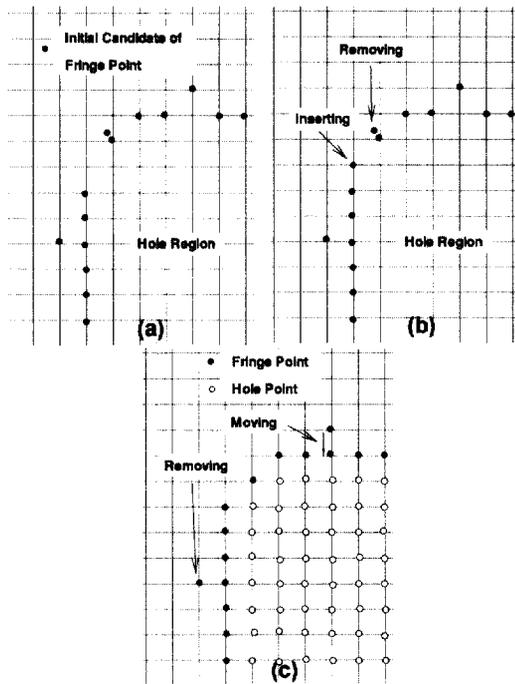 Initial Candidate of
Fringe Point
Hole Region
(a)
Removing
Inserting
Hole Region
(b)
Fringe Point
Hole Point
Moving
Removing
(c)